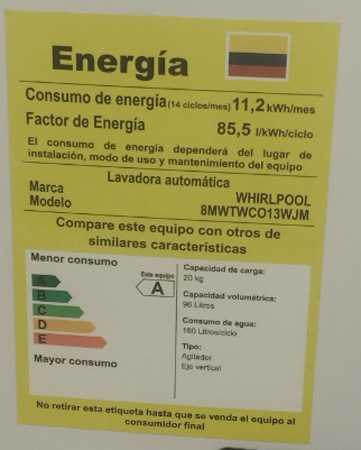 Energía
Consumo de energía (14 ciclos/mes) 11,2 kWh/mes
Factor de Energía 85,5 l/kWh/ciclo
El consumo de energía dependerá del lugar de
instalación, modo de uso y mantenimiento del equipo
Lavadora automática
Marca WHIRLPOOL
Modelo 8MWTWCO13WJM
Compare este equipo con otros de
similares características
Menor consumo
A
B
C
D
E
Mayor consumo
Este equipo
A
Capacidad de carga:
20 kg
Capacidad volumétrica:
96 Litros
Consumo de agua:
160 Litros/ciclo
Tipo:
Agitador
Eje vertical
No retirar esta etiqueta hasta que se venda el equipo al
consumidor final